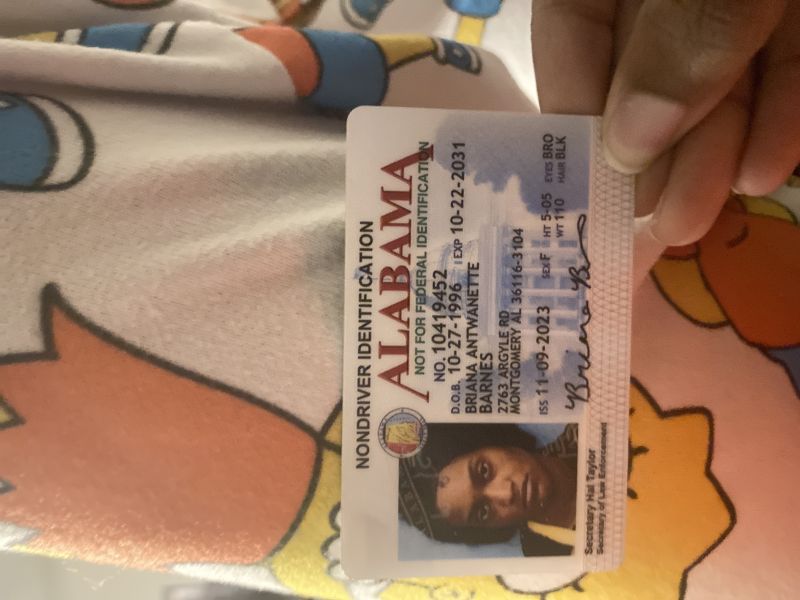 NONDRIVER IDENTIFICATION
ALABAMA
NOT FOR FEDERAL IDENTIFICATION
NO. 10419452
D.O.B. 10-27-1996 EXP 10-22-2031
BRIANA ANTWANETTE
BARNES
2763 ARGYLE RD
MONTGOMERY AL 36116-3104
SEX F HT 5-05 EYES BRO
WT 110 HAIR BLK
ISS 11-09-2023
Secretary Hal Taylor
Secretary of Law Enforcement